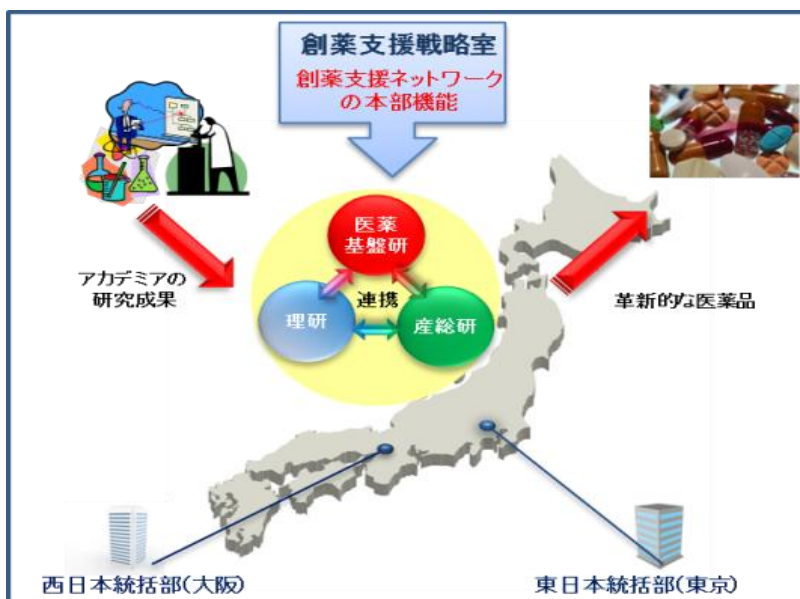 創薬支援戦略室
創薬支援ネットワーク
の本部機能
医薬
基盤研
連携
理研
産総研
アカデミアの
研究成果
革新的な医薬品
西日本統括部(大阪)
東日本統括部(東京)